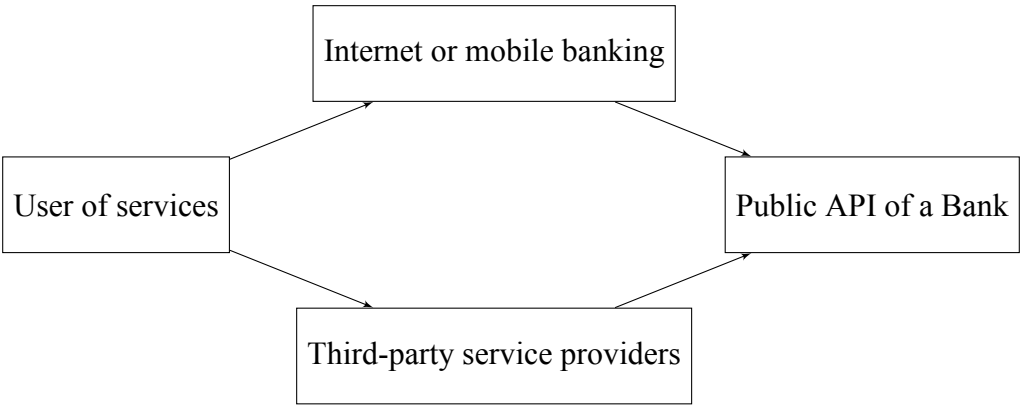 Internet or mobile banking
User of services
Public API of a Bank
Third-party service providers